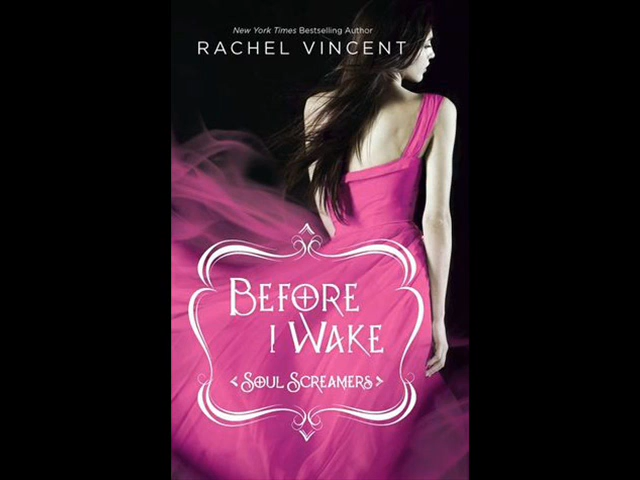 New York Times Bestselling Author
RACHEL VINCENT
BEFORE
I WAKE
SOUL SCREAMERS